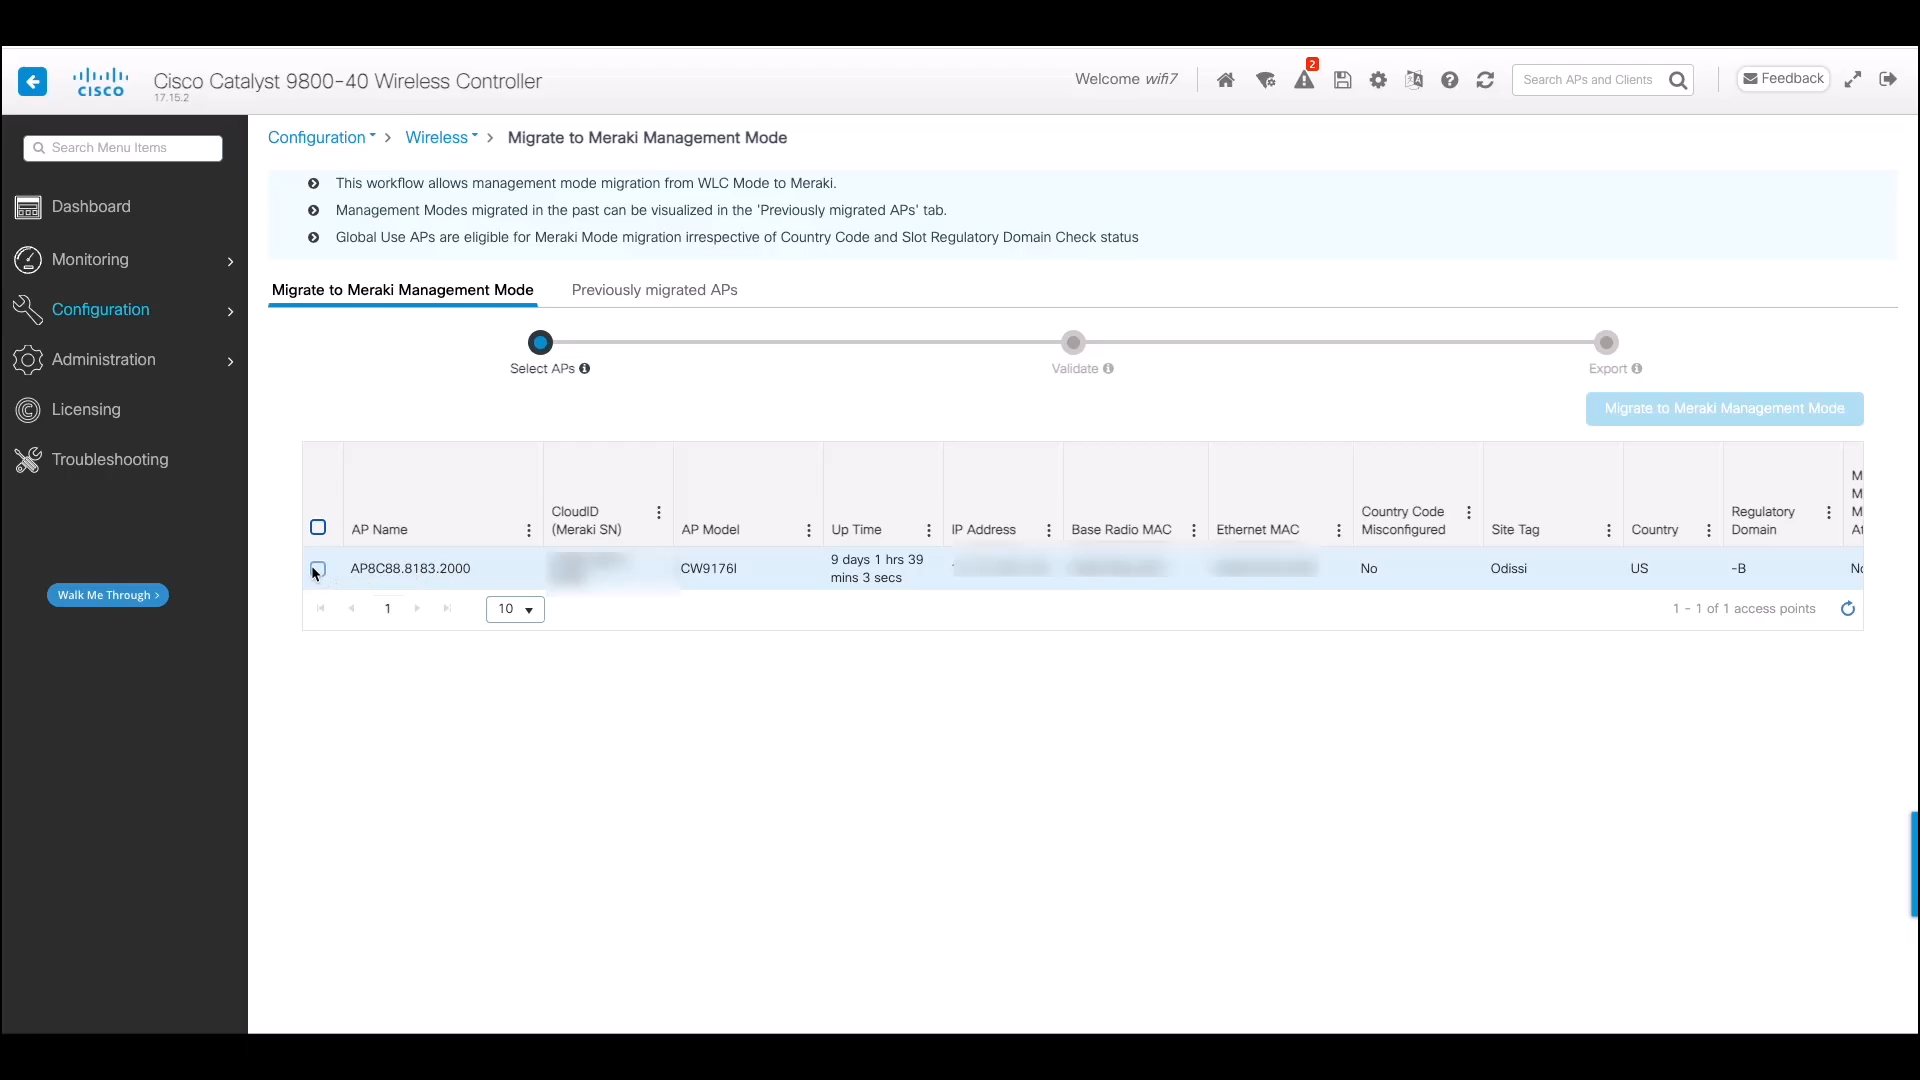 CISCO
Cisco Catalyst 9800-40 Wireless Controller
17.15.2
Welcome wifi7
2
Search APs and Clients
Feedback
Search Menu Items
Dashboard
Monitoring
Configuration
Administration
Licensing
Troubleshooting
Walk Me Through >
Configuration > Wireless > Migrate to Meraki Management Mode
This workflow allows management mode migration from WLC Mode to Meraki.
Management Modes migrated in the past can be visualized in the 'Previously migrated APs' tab.
Global Use APs are eligible for Meraki Mode migration irrespective of Country Code and Slot Regulatory Domain Check status
Migrate to Meraki Management Mode
Previously migrated APs
Select APs
Validate
Export
Migrate to Meraki Management Mode
AP Name
CloudID
(Meraki SN)
AP Model
Up Time
IP Address
Base Radio MAC
Ethernet MAC
Country Code
Misconfigured
Site Tag
Country
Regulatory
Domain
AP8C88.8183.2000
CW9176I
9 days 1 hrs 39
mins 3 secs
No
Odissi
US
-B
1
10
1 - 1 of 1 access points